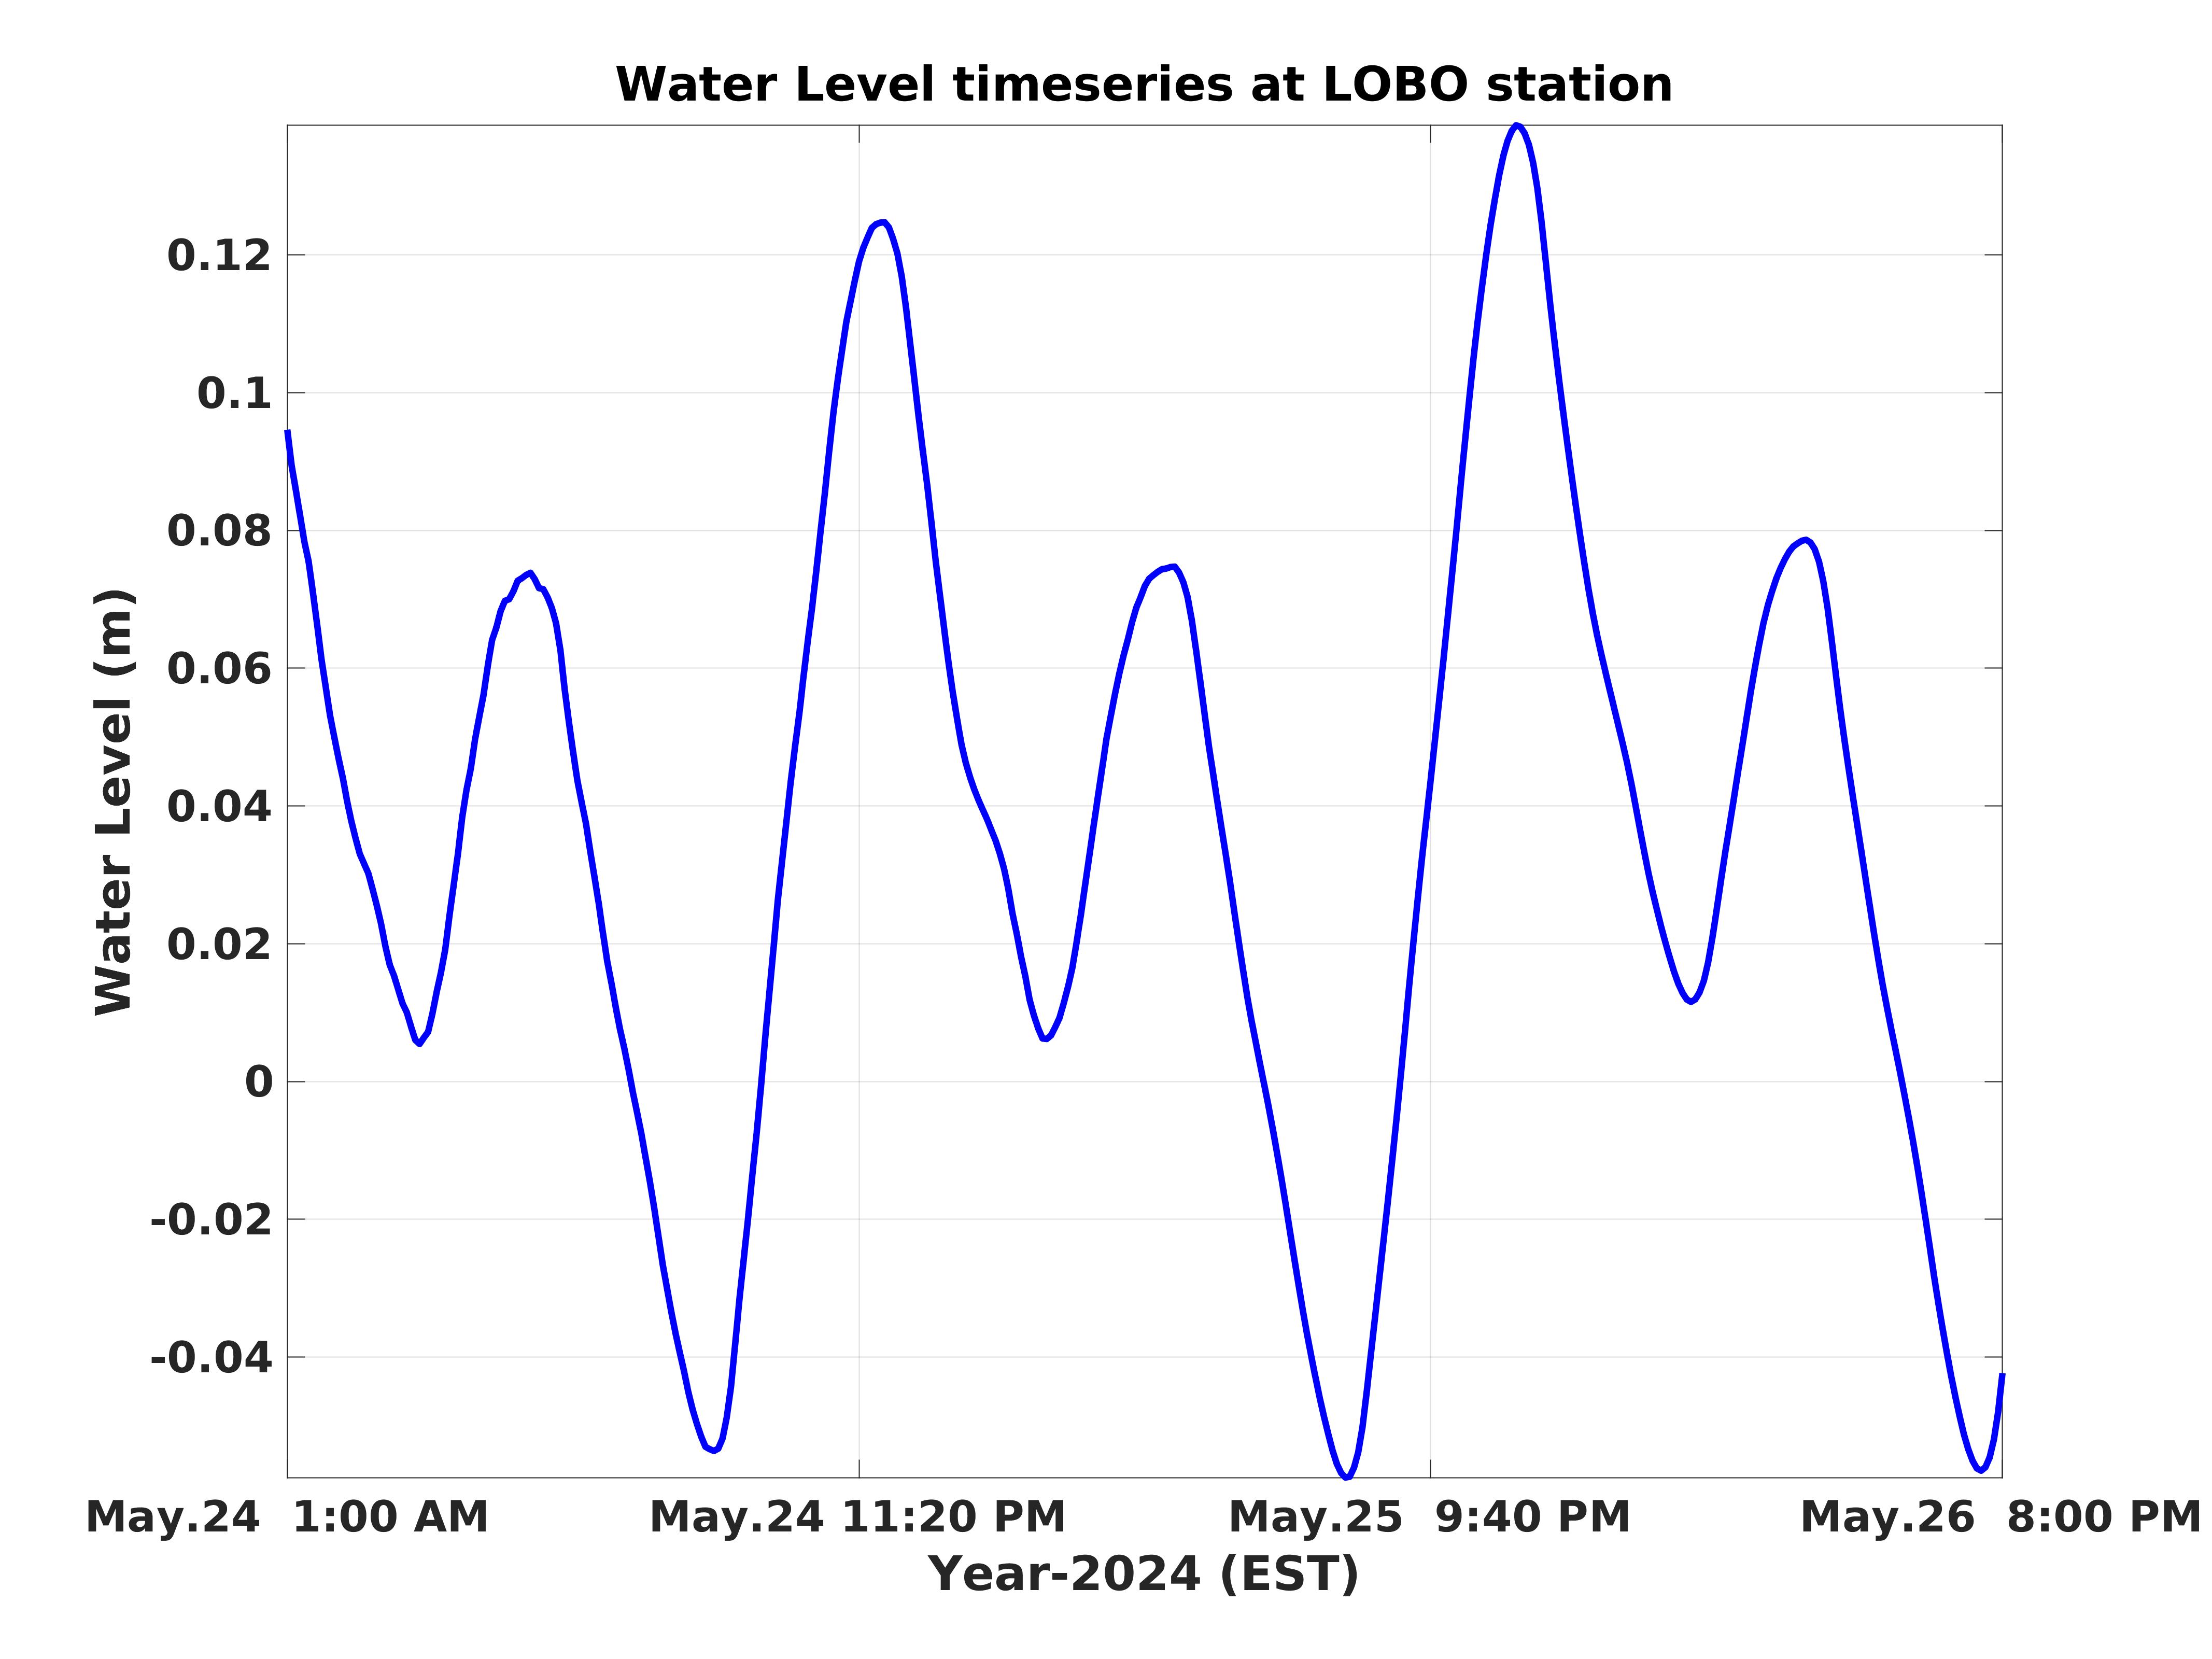 Water Level timeseries at LOBO station
0.12
0.1
0.08
0.06
0.04
0.02
0
-0.02
-0.04
Water Level (m)
May.24 1:00 AM May.24 11:20 PM May.25 9:40 PM May.26 8:00 PM
Year-2024 (EST)